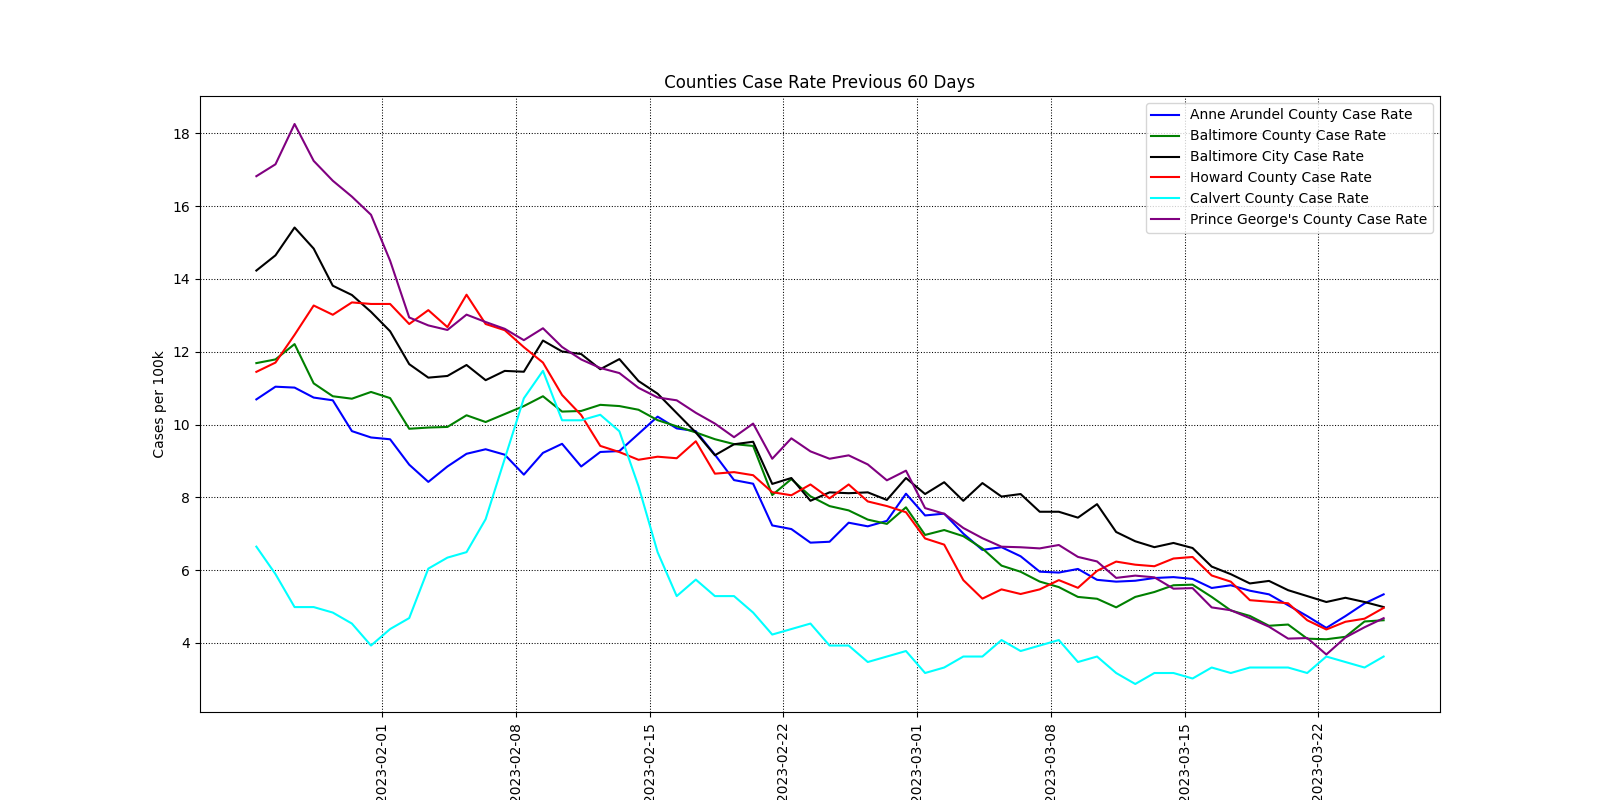 Counties Case Rate Previous 60 Days
Anne Arundel County Case Rate
Baltimore County Case Rate
Baltimore City Case Rate
Howard County Case Rate
Calvert County Case Rate
Prince George's County Case Rate
Cases per 100k
18
16
14
12
10
8
6
4
2023-02-01
2023-02-08
2023-02-15
2023-02-22
2023-03-01
2023-03-08
2023-03-15
2023-03-22